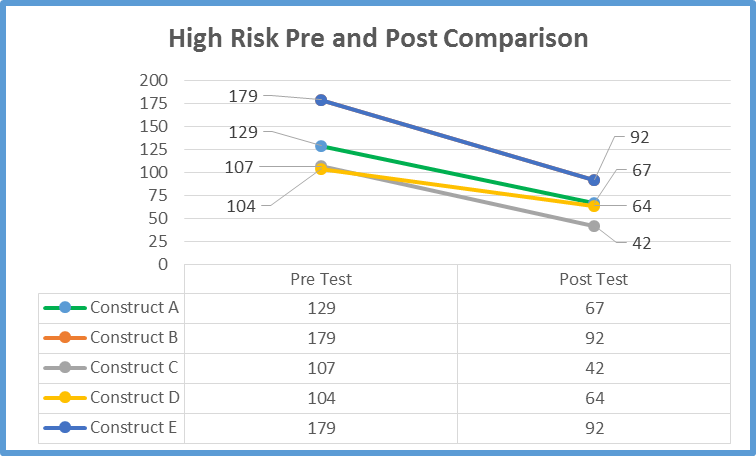 High Risk Pre and Post Comparison
200
175
150
125
100
75
50
25
0
179
129
107
104
92
67
64
42
Pre Test Post Test
Construct A 129 67
Construct B 179 92
Construct C 107 42
Construct D 104 64
Construct E 179 92